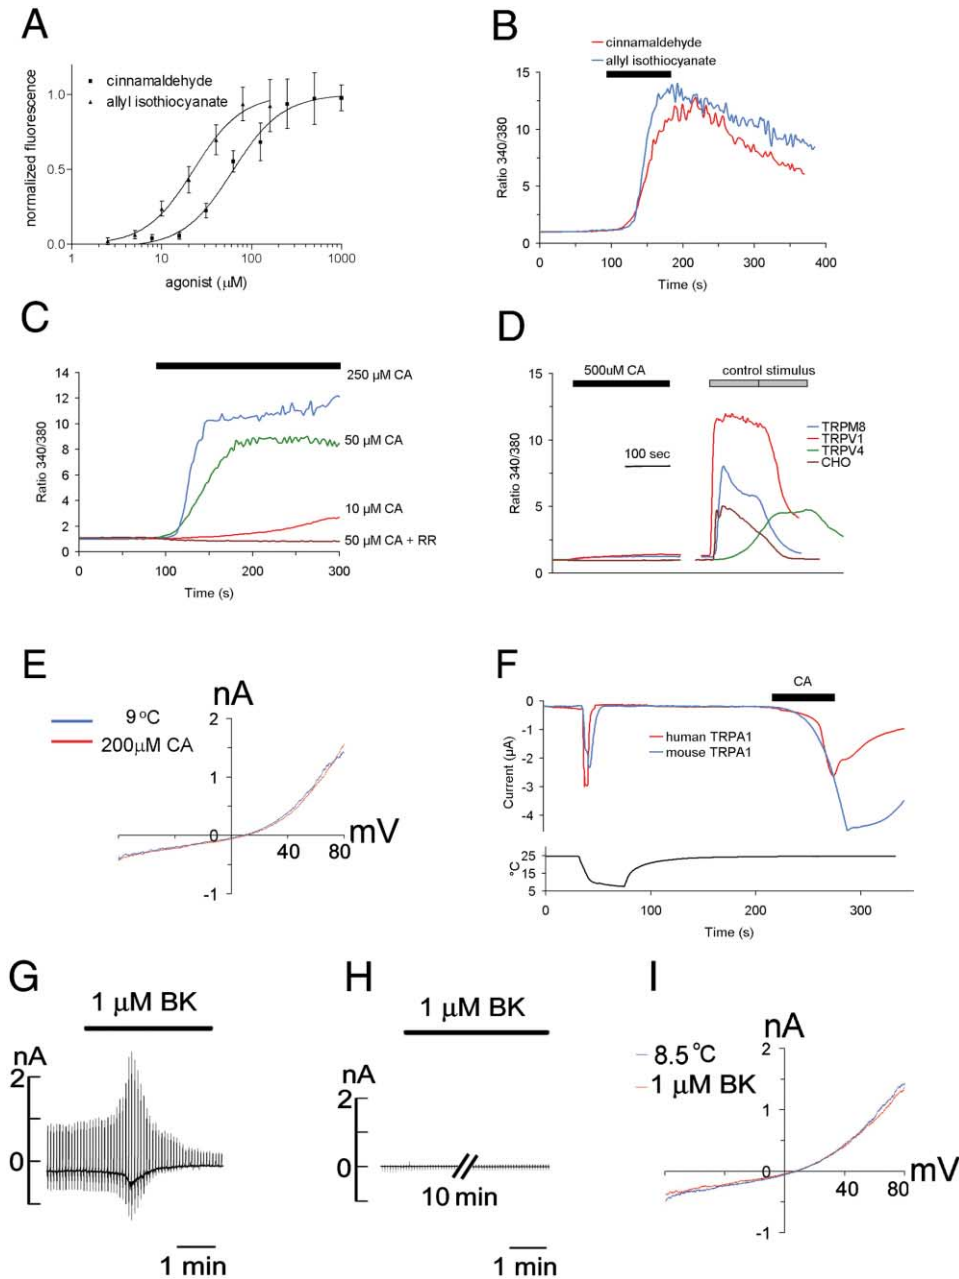 A
cinnamaldehyde
allyl isothiocyanate
normalized fluorescence
1.0
0.5
0.0
1 10 100 1000
agonist (µM)
B
cinnamaldehyde
allyl isothiocyanate
Ratio 340/380
15
10
5
0
0 100 200 300 400
Time (s)
C
Ratio 340/380
14
12
10
8
6
4
2
0
250 µM CA
50 µM CA
10 µM CA
50 µM CA + RR
0 100 200 300
Time (s)
D
500uM CA
control stimulus
100 sec
TRPM8
TRPV1
TRPV4
CHO
Ratio 340/380
15
10
5
0
E
nA
9 °C
200µM CA
2
1
0
-1
40 80
mV
F
CA
human TRPA1
mouse TRPA1
Current (µA)
0
-1
-2
-3
-4
°C
25
15
5
0 100 200 300
Time (s)
G
1 µM BK
nA
2
0
1 min
H
1 µM BK
nA
2
0
10 min
1 min
I
nA
8.5 °C
1 µM BK
2
1
0
-1
40 80
mV